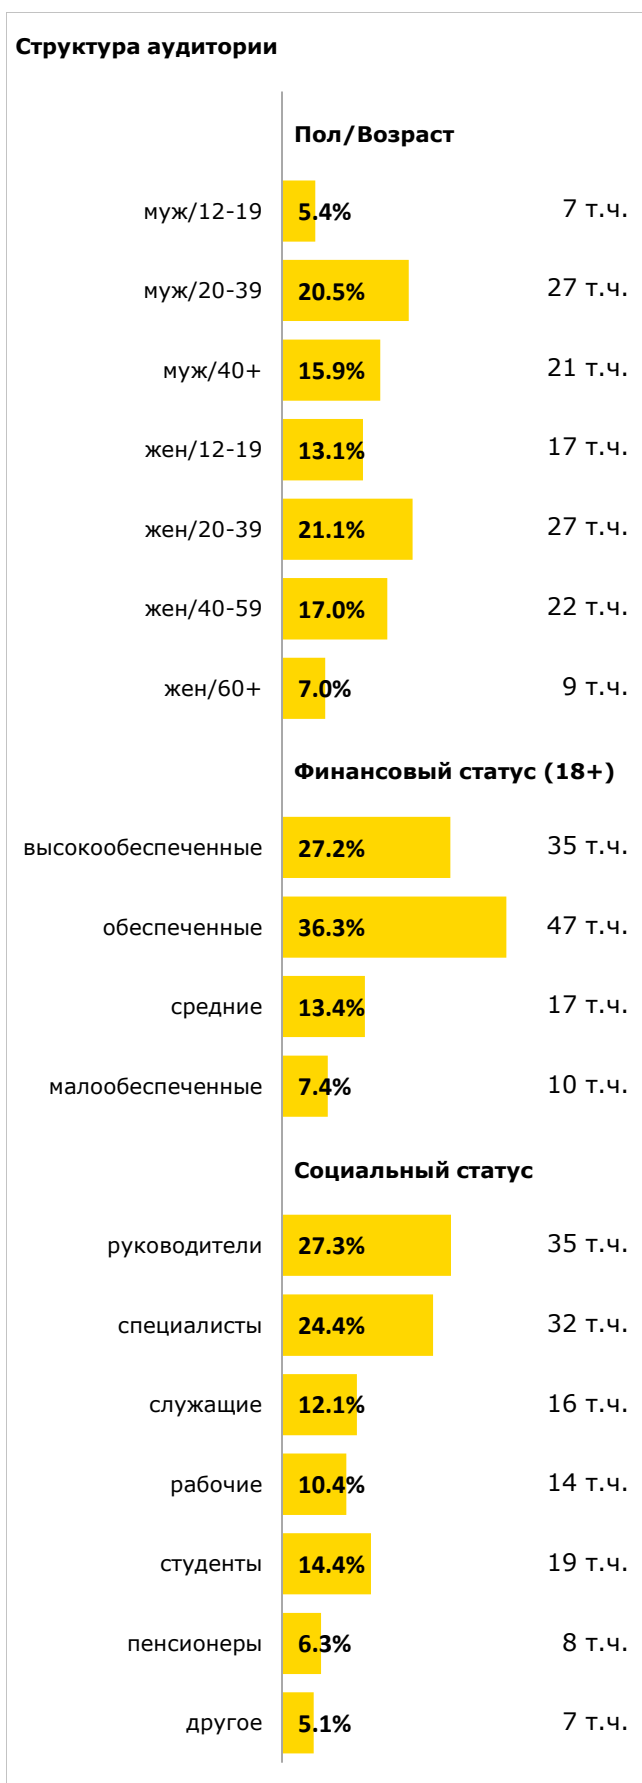 Структура аудитории
Пол/Возраст
муж/12-19 5.4% 7 т.ч.
муж/20-39 20.5% 27 т.ч.
муж/40+ 15.9% 21 т.ч.
жен/12-19 13.1% 17 т.ч.
жен/20-39 21.1% 27 т.ч.
жен/40-59 17.0% 22 т.ч.
жен/60+ 7.0% 9 т.ч.
Финансовый статус (18+)
высокообеспеченные 27.2% 35 т.ч.
обеспеченные 36.3% 47 т.ч.
средние 13.4% 17 т.ч.
малообеспеченные 7.4% 10 т.ч.
Социальный статус
руководители 27.3% 35 т.ч.
специалисты 24.4% 32 т.ч.
служащие 12.1% 16 т.ч.
рабочие 10.4% 14 т.ч.
студенты 14.4% 19 т.ч.
пенсионеры 6.3% 8 т.ч.
другое 5.1% 7 т.ч.